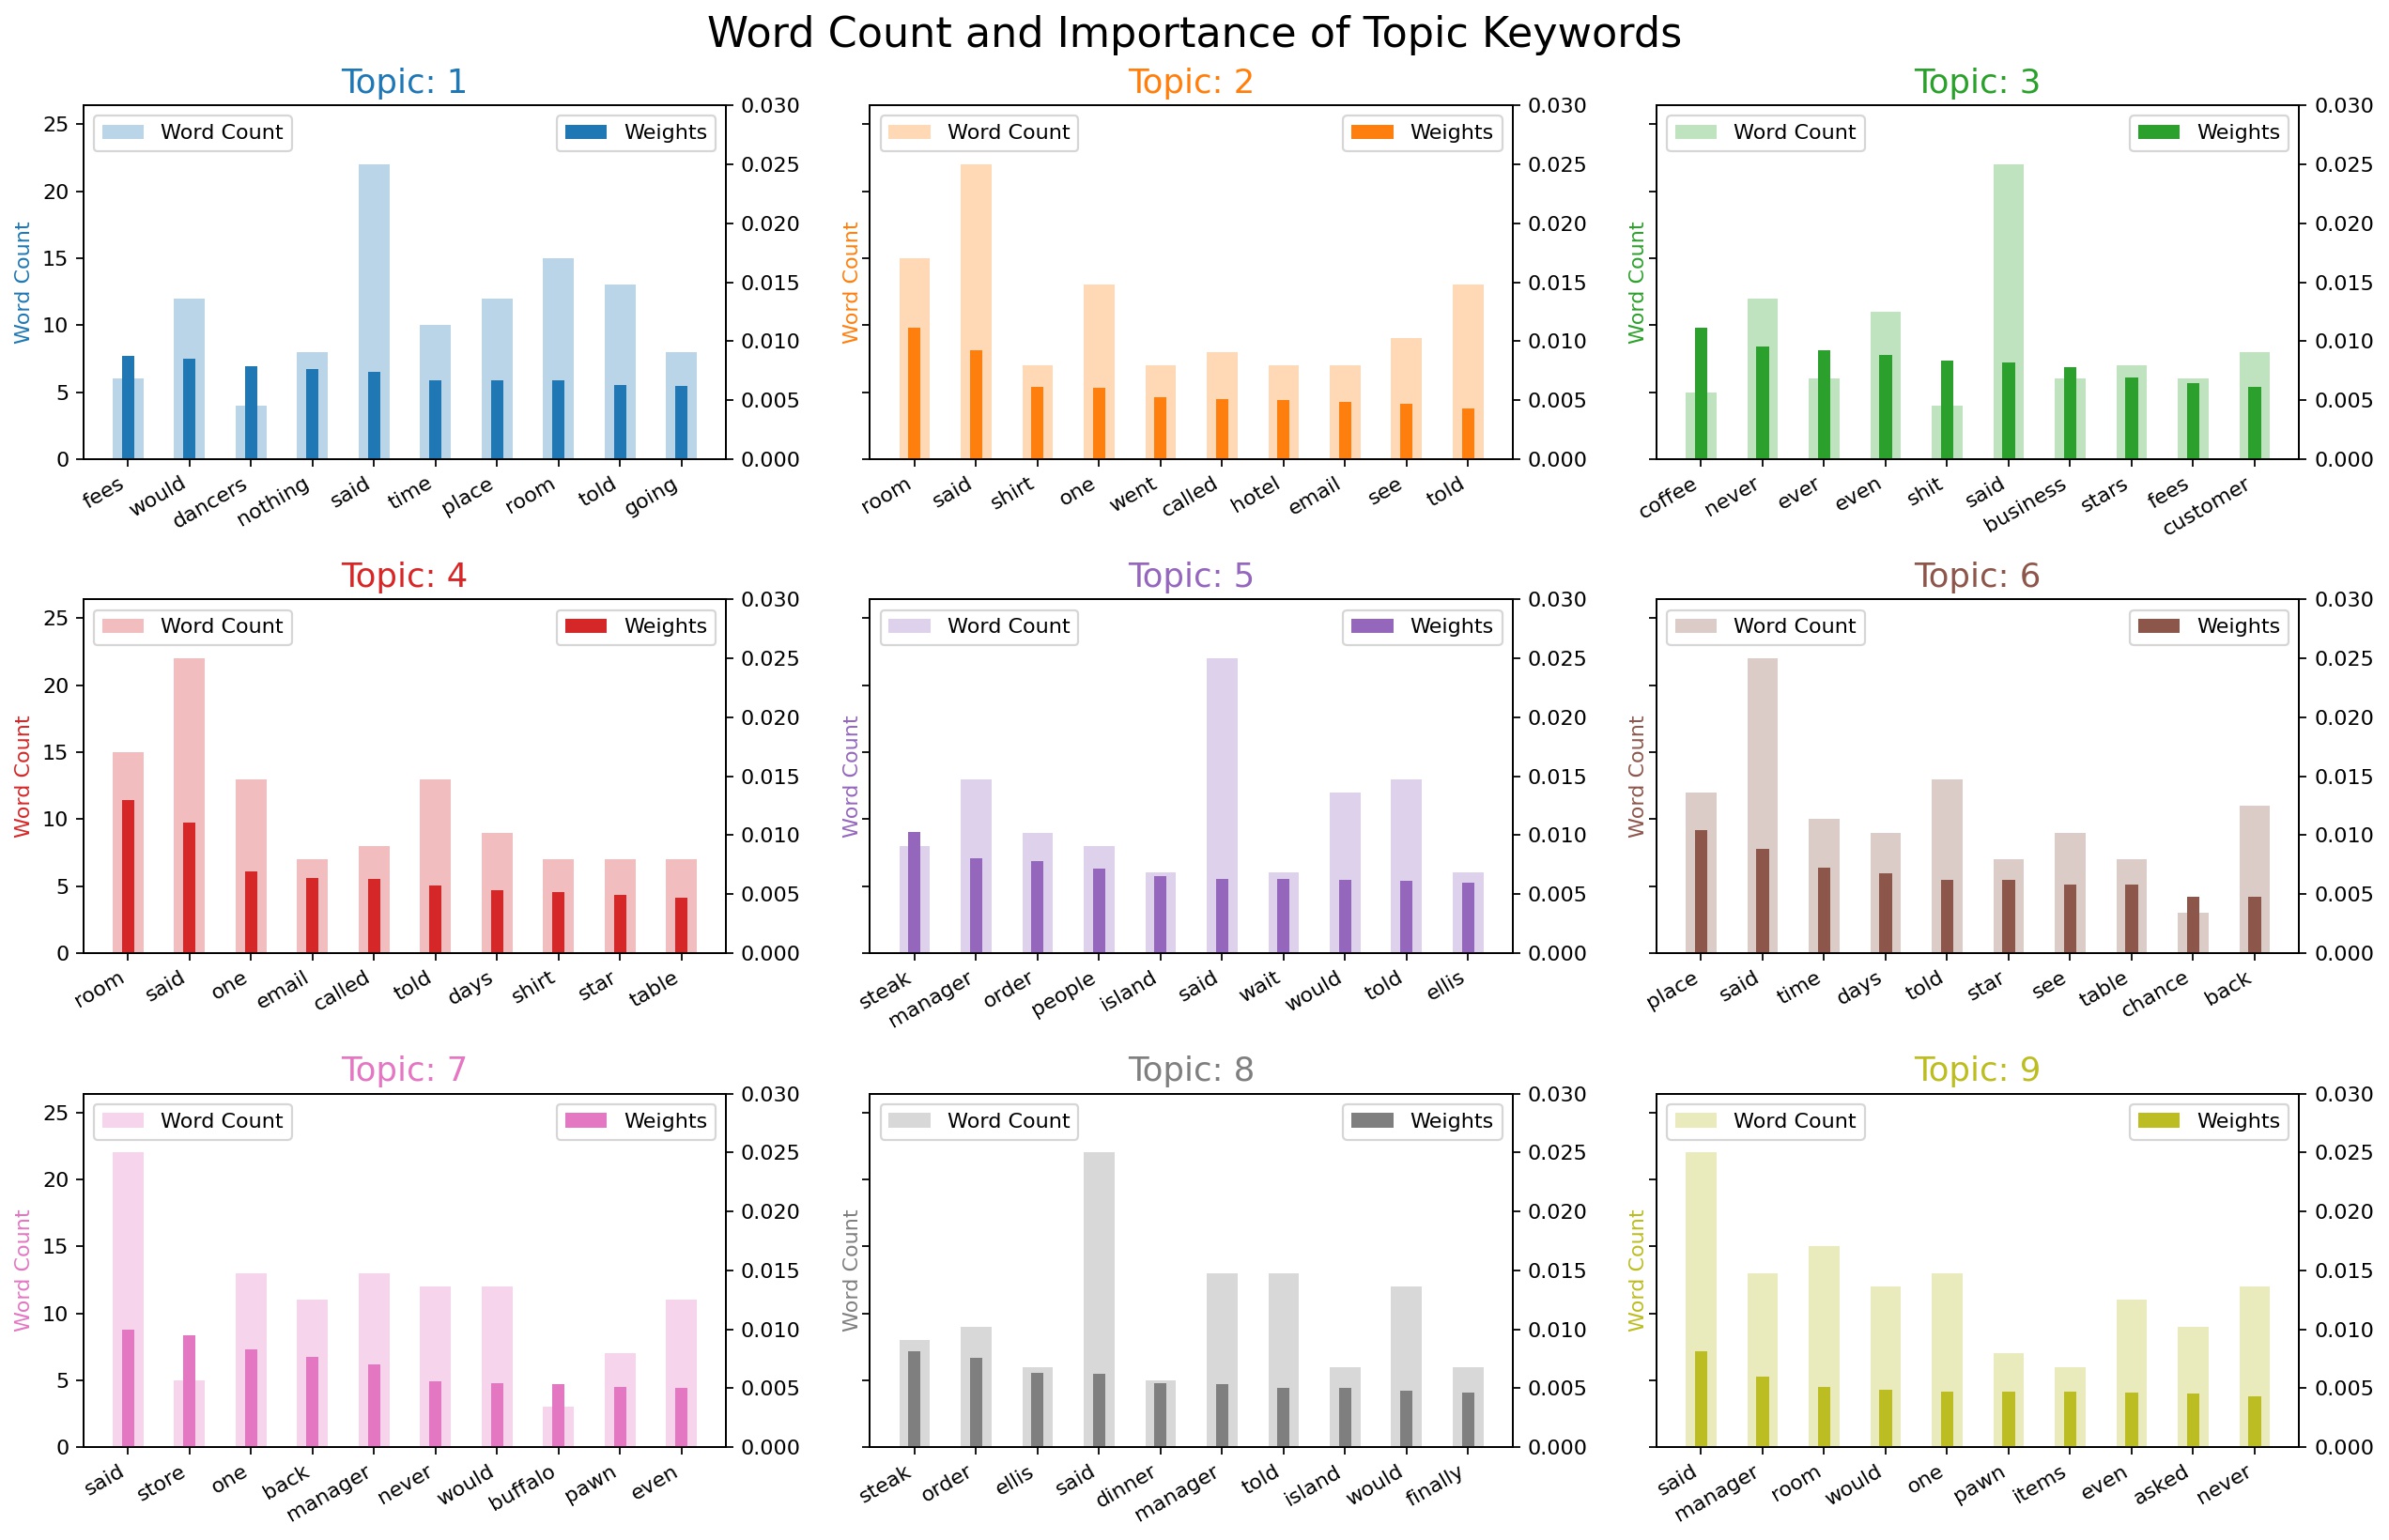 Word Count and Importance of Topic Keywords
Topic: 1
Word Count
Weights
Word Count
25
20
15
10
5
0
0.030
0.025
0.020
0.015
0.010
0.005
0.000
fees would dancers nothing said time place room told going
Topic: 2
Word Count
Weights
Word Count
0.030
0.025
0.020
0.015
0.010
0.005
0.000
room said shirt one went called hotel email see told
Topic: 3
Word Count
Weights
Word Count
0.030
0.025
0.020
0.015
0.010
0.005
0.000
coffee never ever even shit said business stars fees customer
Topic: 4
Word Count
Weights
Word Count
25
20
15
10
5
0
0.030
0.025
0.020
0.015
0.010
0.005
0.000
room said one email called told days shirt star table
Topic: 5
Word Count
Weights
Word Count
0.030
0.025
0.020
0.015
0.010
0.005
0.000
steak manager order people island said wait would told ellis
Topic: 6
Word Count
Weights
Word Count
0.030
0.025
0.020
0.015
0.010
0.005
0.000
place said time days told star see table chance back
Topic: 7
Word Count
Weights
Word Count
25
20
15
10
5
0
0.030
0.025
0.020
0.015
0.010
0.005
0.000
said store one back manager never would buffalo pawn even
Topic: 8
Word Count
Weights
Word Count
0.030
0.025
0.020
0.015
0.010
0.005
0.000
steak order ellis said dinner manager told island would finally
Topic: 9
Word Count
Weights
Word Count
0.030
0.025
0.020
0.015
0.010
0.005
0.000
said manager room would one pawn items even asked never